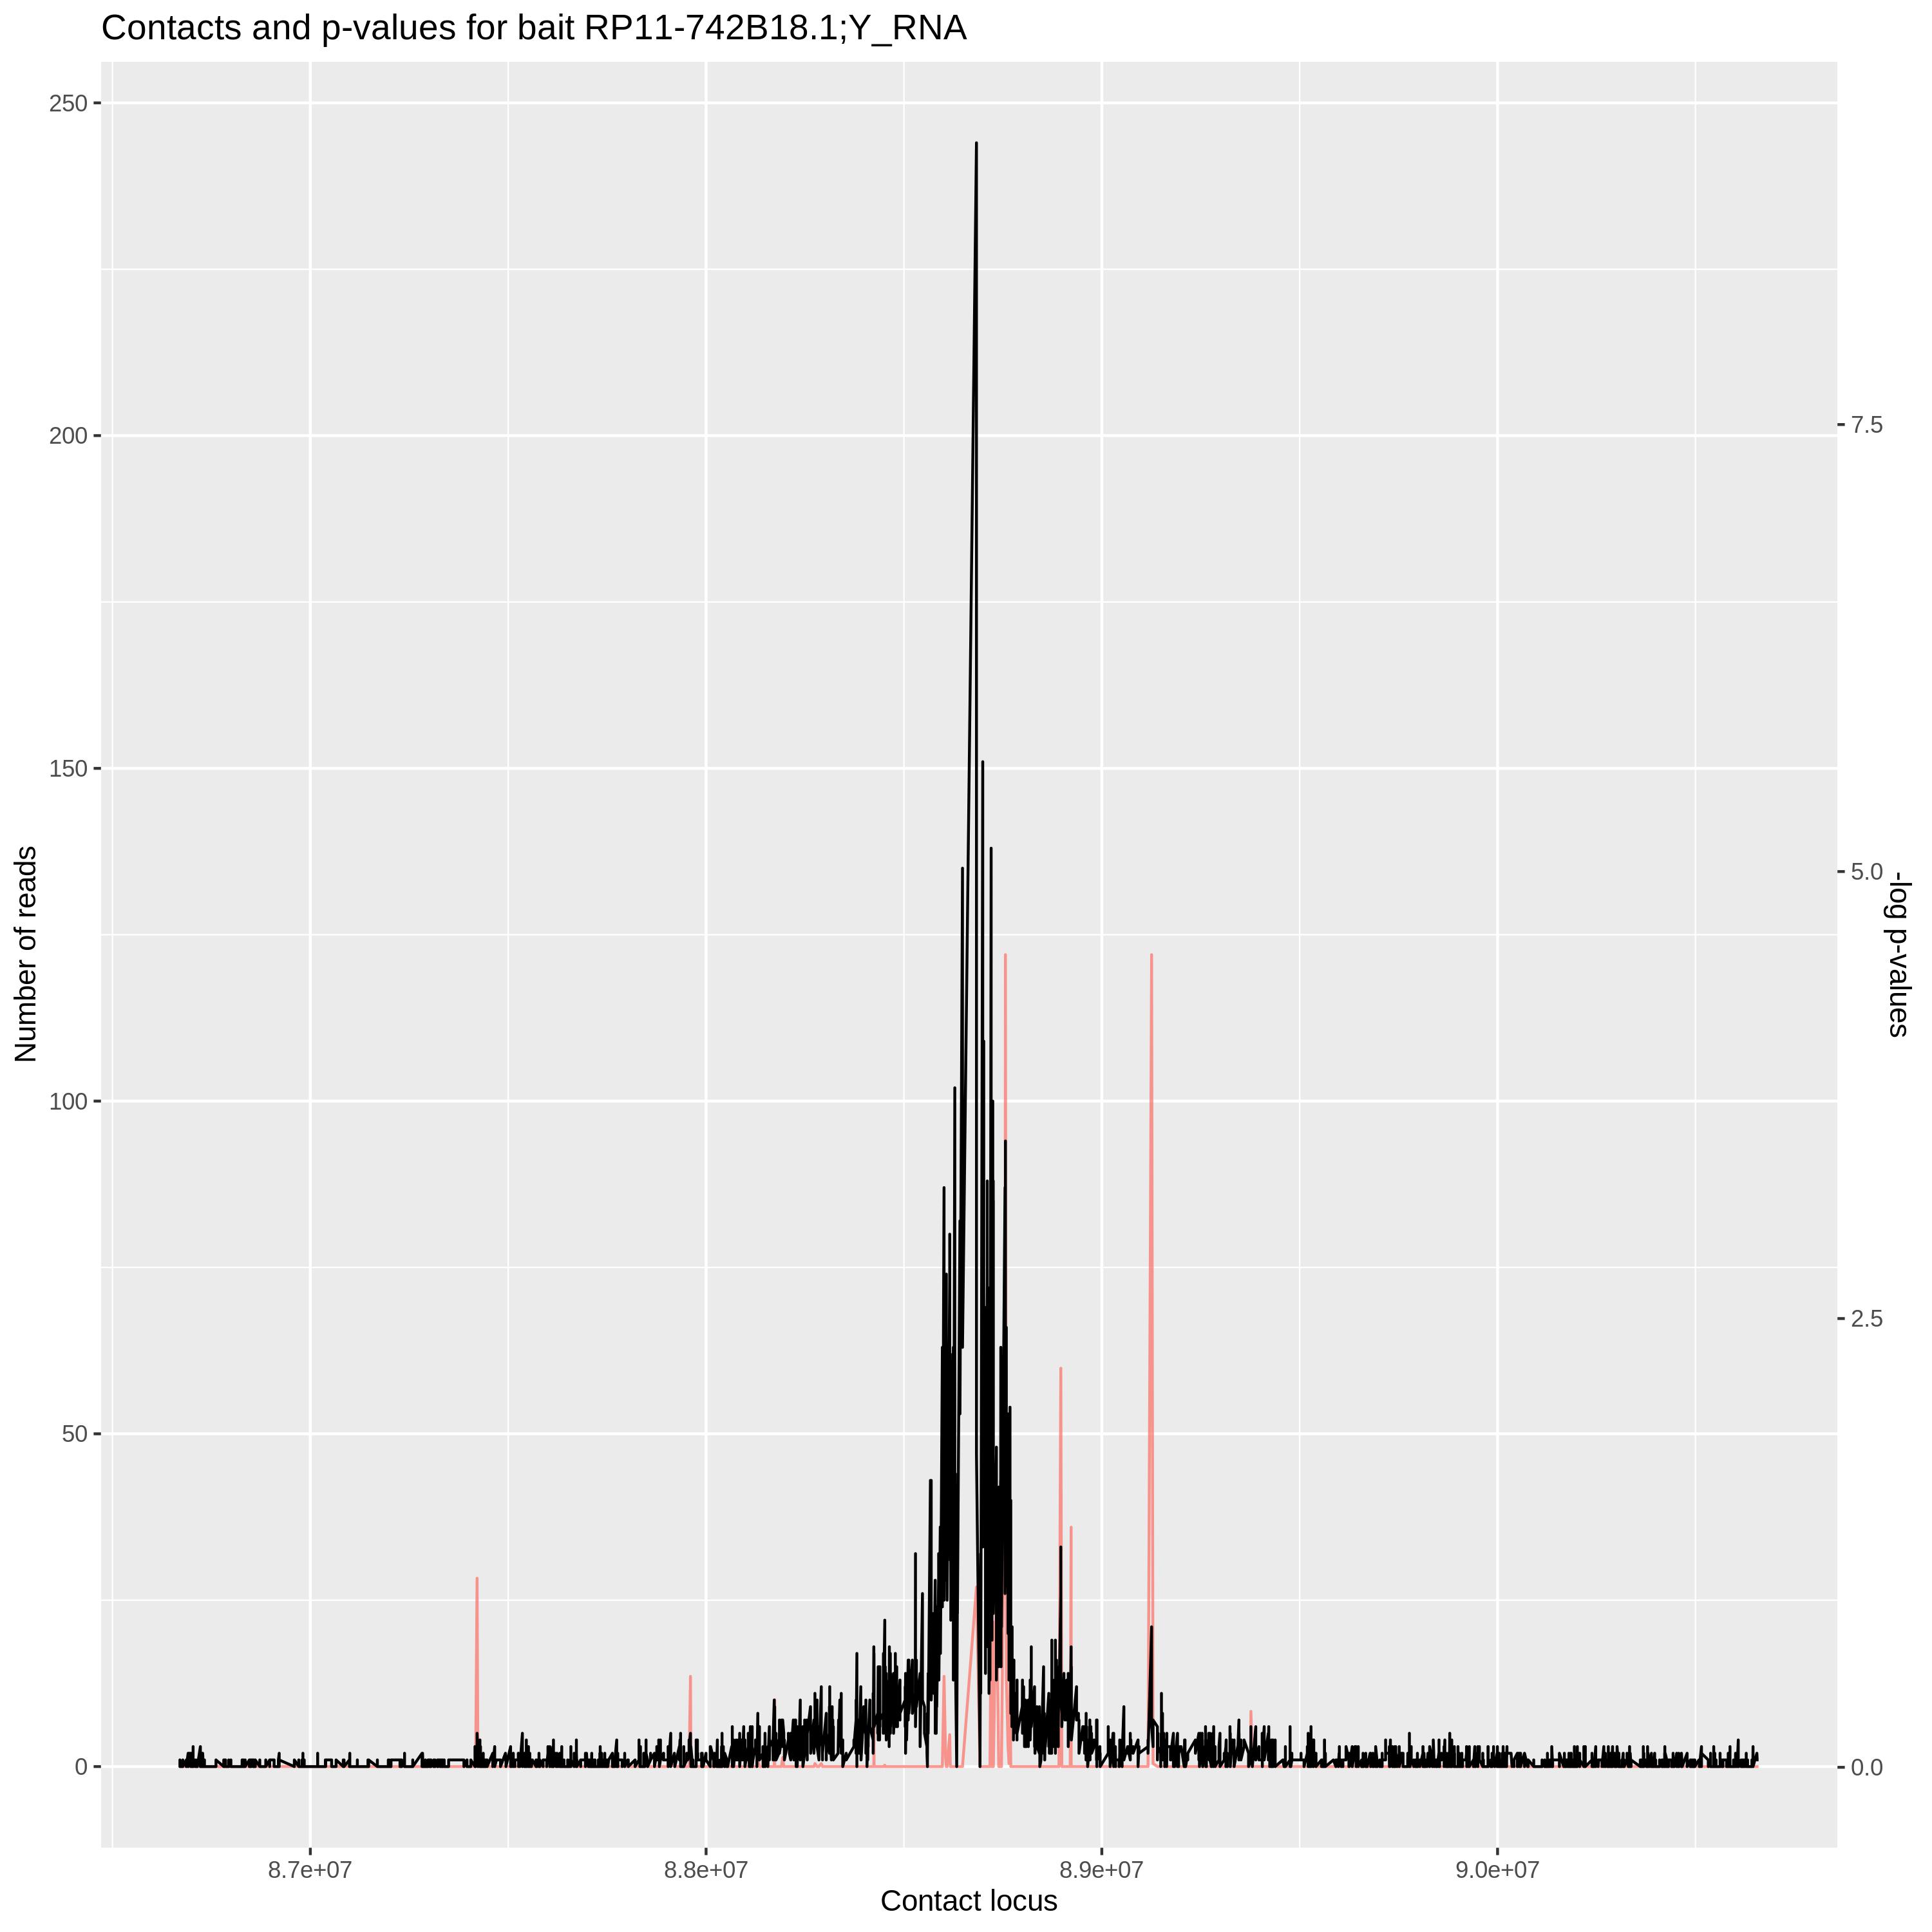 Contacts and p-values for bait RP11-742B18.1;Y_RNA
250
200
150
100
50
0
Number of reads
7.5
5.0
2.5
0.0
-log p-values
8.7e+07
8.8e+07
8.9e+07
9.0e+07
Contact locus